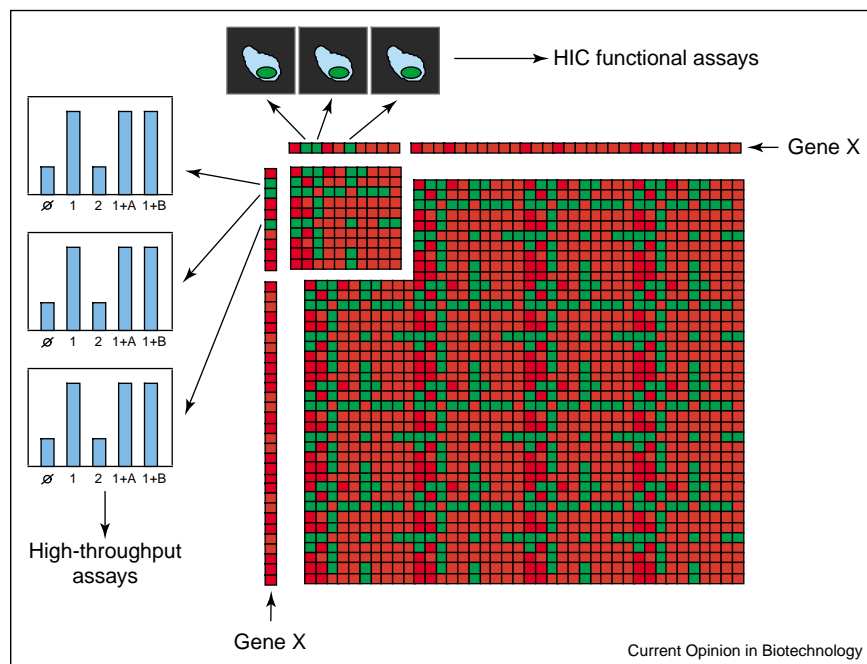 HIC functional assays
Gene X
ø 1 2 1+A 1+B
ø 1 2 1+A 1+B
ø 1 2 1+A 1+B
High-throughput
assays
Gene X
Current Opinion in Biotechnology